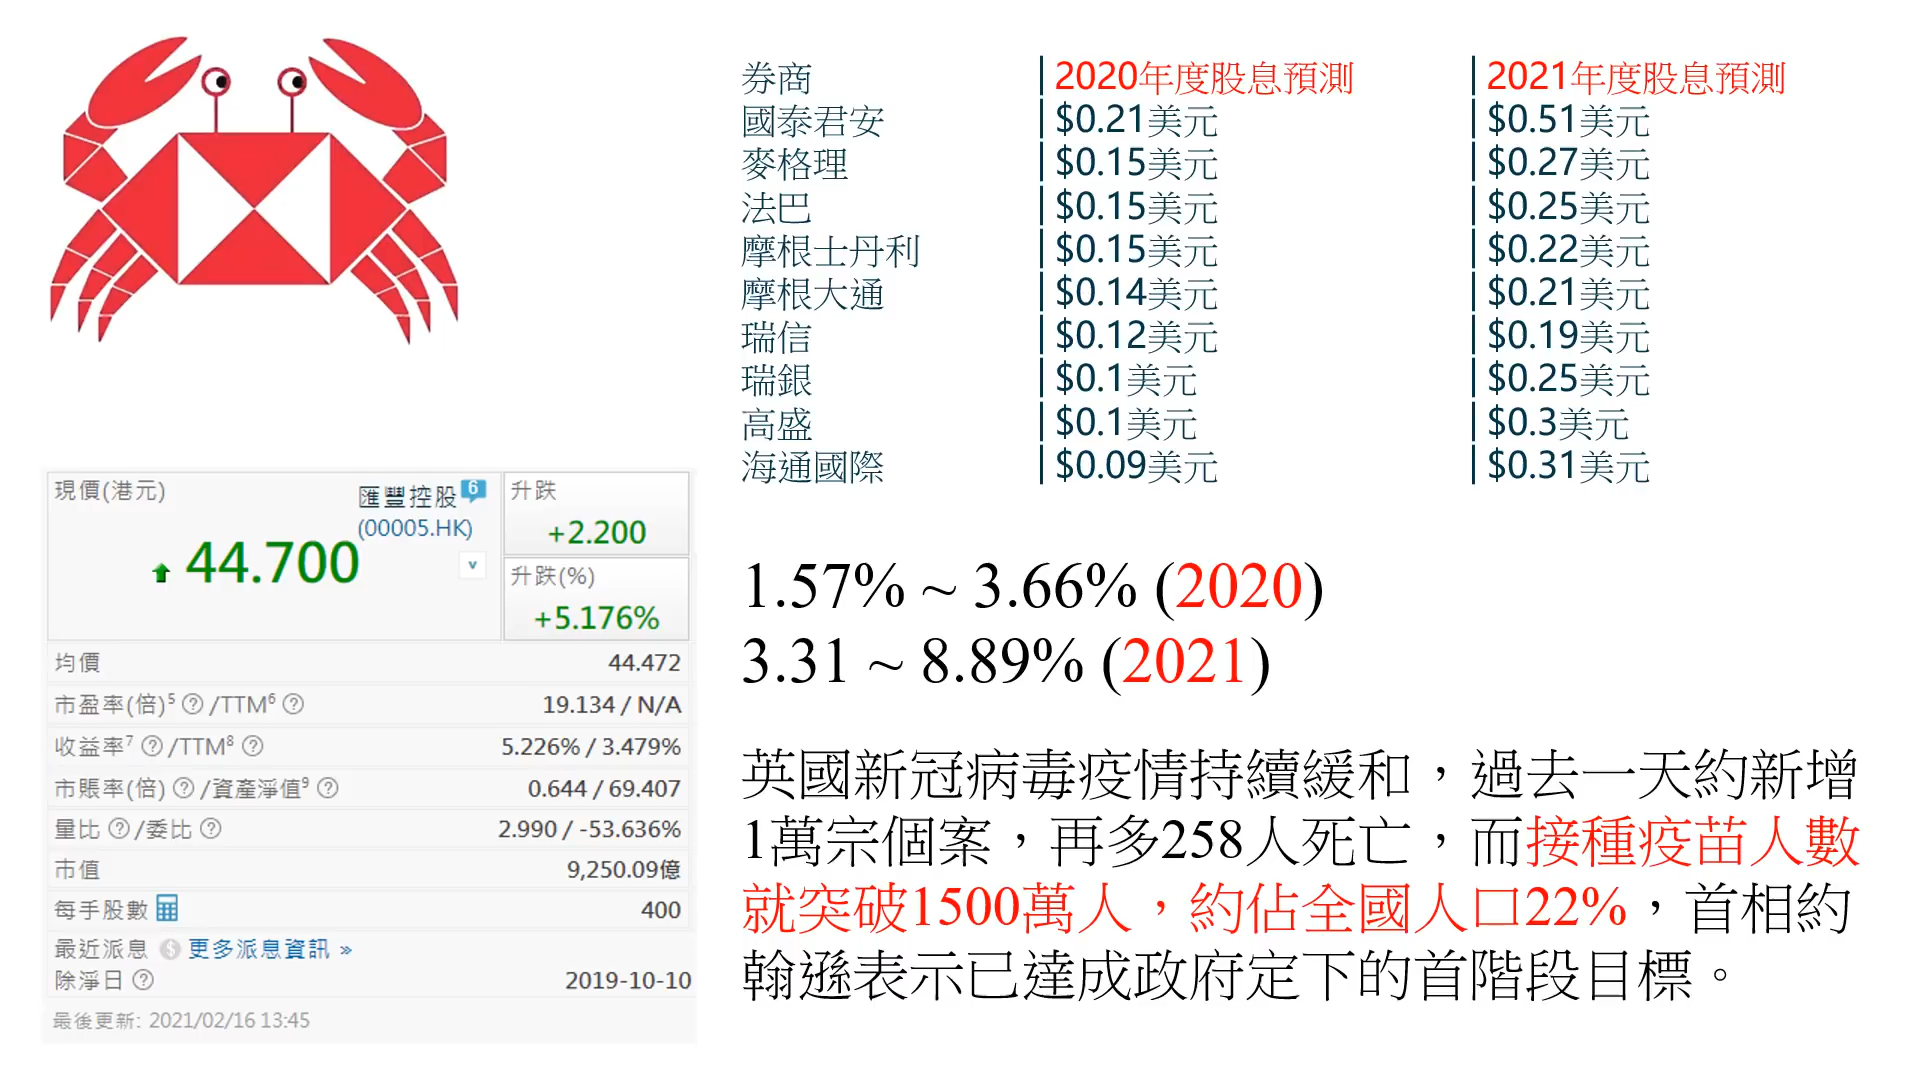 券商 | 2020年度股息預測 | 2021年度股息預測
國泰君安 | $0.21美元 | $0.51美元
麥格理 | $0.15美元 | $0.27美元
法巴 | $0.15美元 | $0.25美元
摩根士丹利 | $0.15美元 | $0.22美元
摩根大通 | $0.14美元 | $0.21美元
瑞信 | $0.12美元 | $0.19美元
瑞銀 | $0.1美元 | $0.25美元
高盛 | $0.1美元 | $0.3美元
海通國際 | $0.09美元 | $0.31美元
現價(港元) 匯豐控股 6
(00005.HK)
44.700
升跌
+2.200
升跌(%)
+5.176%
均價 44.472
市盈率(倍)5 ? /TTM6 ? 19.134 / N/A
收益率7 ? /TTM8 ? 5.226% / 3.479%
市賬率(倍) ? /資產淨值9 ? 0.644 / 69.407
量比 ? /委比 ? 2.990 / -53.636%
市值 9,250.09億
每手股數 400
最近派息 $ 更多派息資訊 »
除淨日 ? 2019-10-10
最後更新: 2021/02/16 13:45
1.57% ~ 3.66% (2020)
3.31 ~ 8.89% (2021)
英國新冠病毒疫情持續緩和，過去一天約新增
1萬宗個案，再多258人死亡，而接種疫苗人數
就突破1500萬人，約佔全國人口22%，首相約
翰遜表示已達成政府定下的首階段目標。